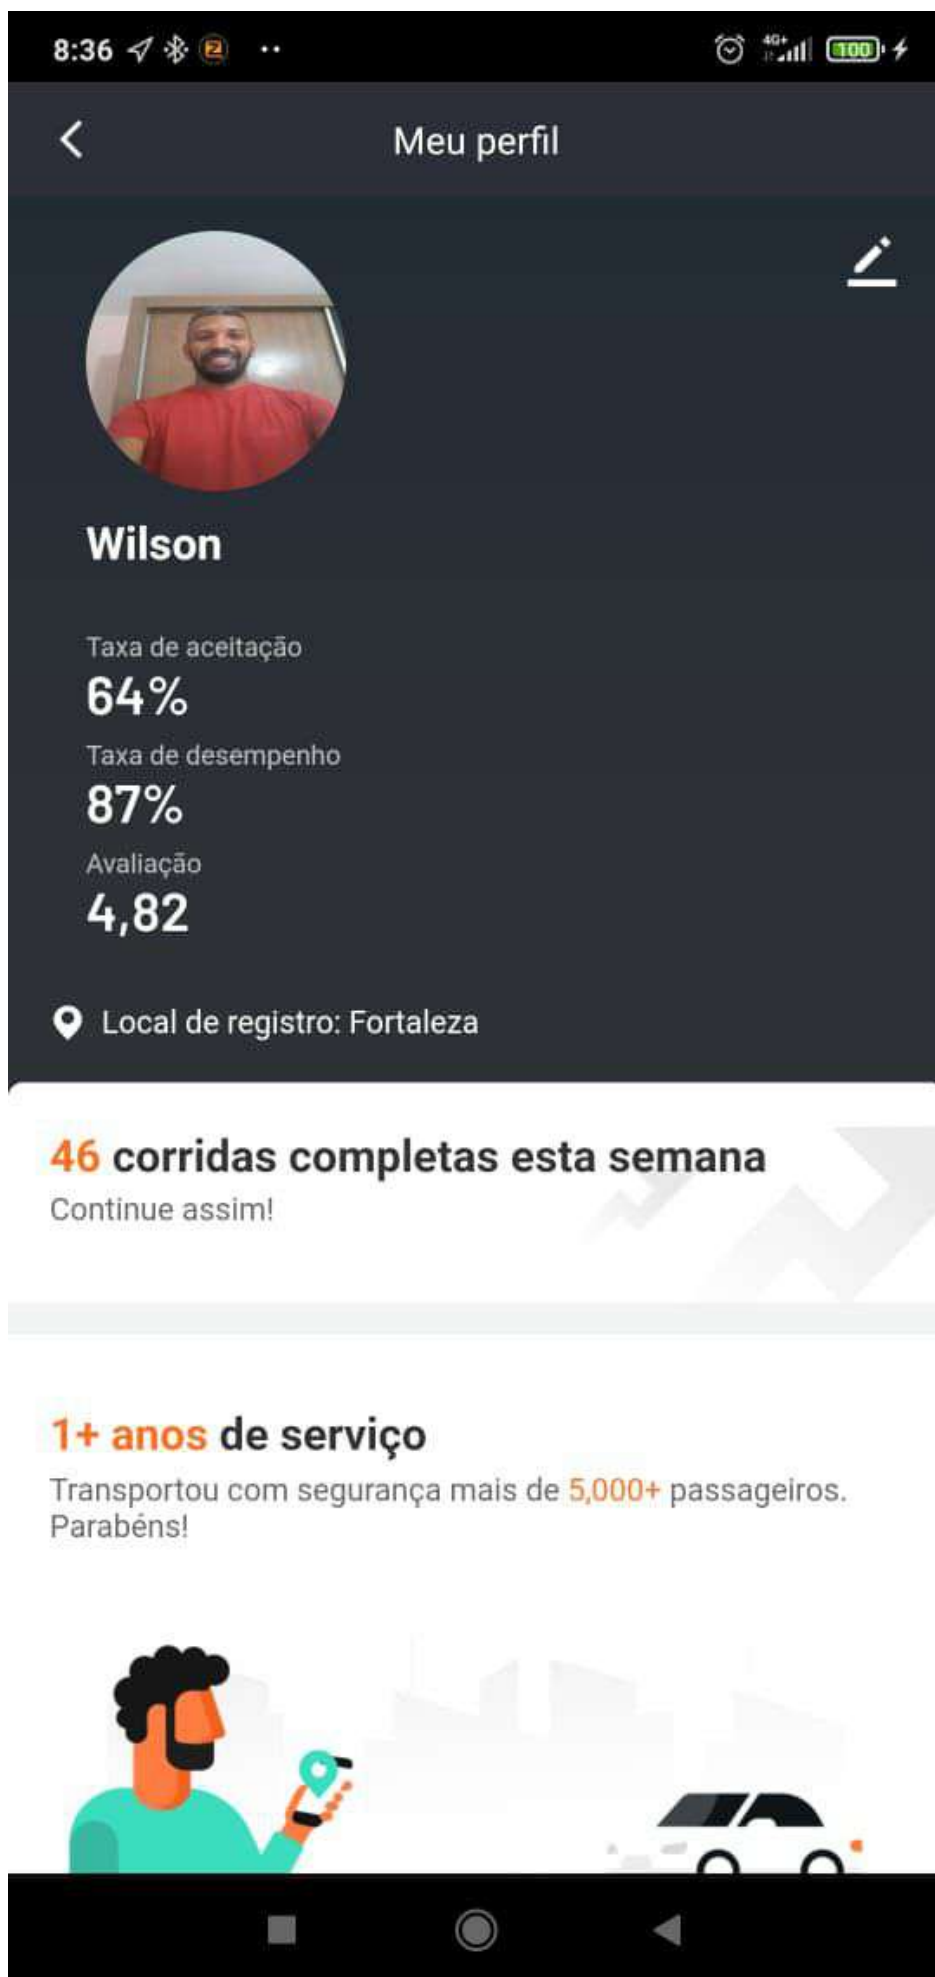 8:36
4G+
100
Meu perfil
Wilson
Taxa de aceitação
64%
Taxa de desempenho
87%
Avaliação
4,82
Local de registro: Fortaleza
46 corridas completas esta semana
Continue assim!
1+ anos de serviço
Transportou com segurança mais de 5,000+ passageiros.
Parabéns!